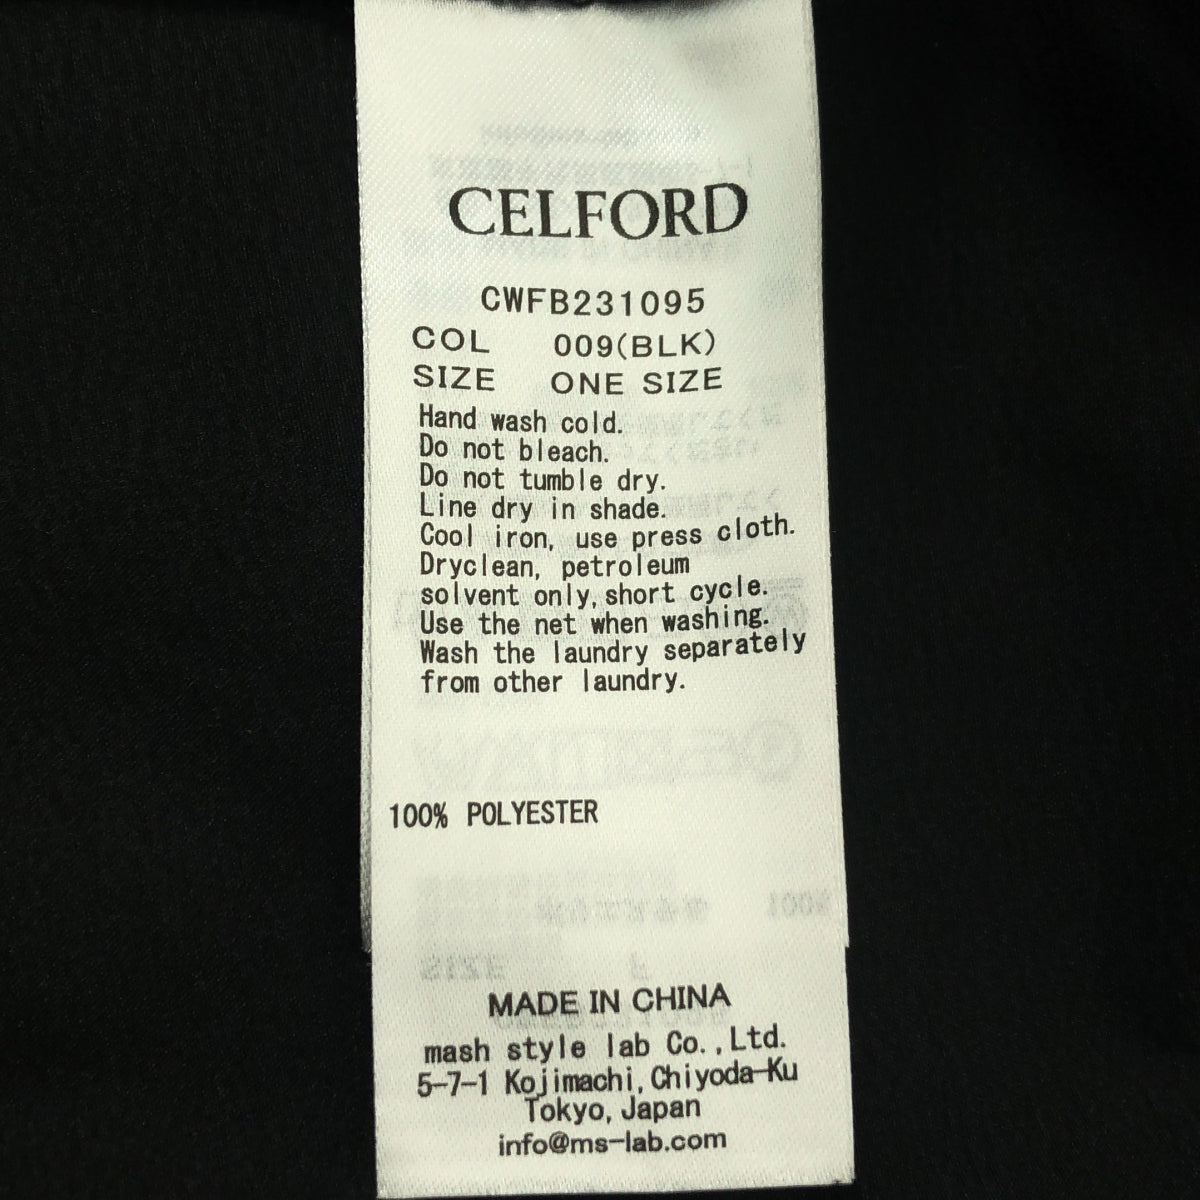 CELFORD
CWFB231095
COL 009(BLK)
SIZE ONE SIZE
Hand wash cold.
Do not bleach.
Do not tumble dry.
Line dry in shade.
Cool iron, use press cloth.
Dryclean, petroleum
solvent only, short cycle.
Use the net when washing.
Wash the laundry separately
from other laundry.
100% POLYESTER
MADE IN CHINA
mash style lab Co.,Ltd.
5-7-1 Kojimachi, Chiyoda-Ku
Tokyo, Japan
info@ms-lab.com